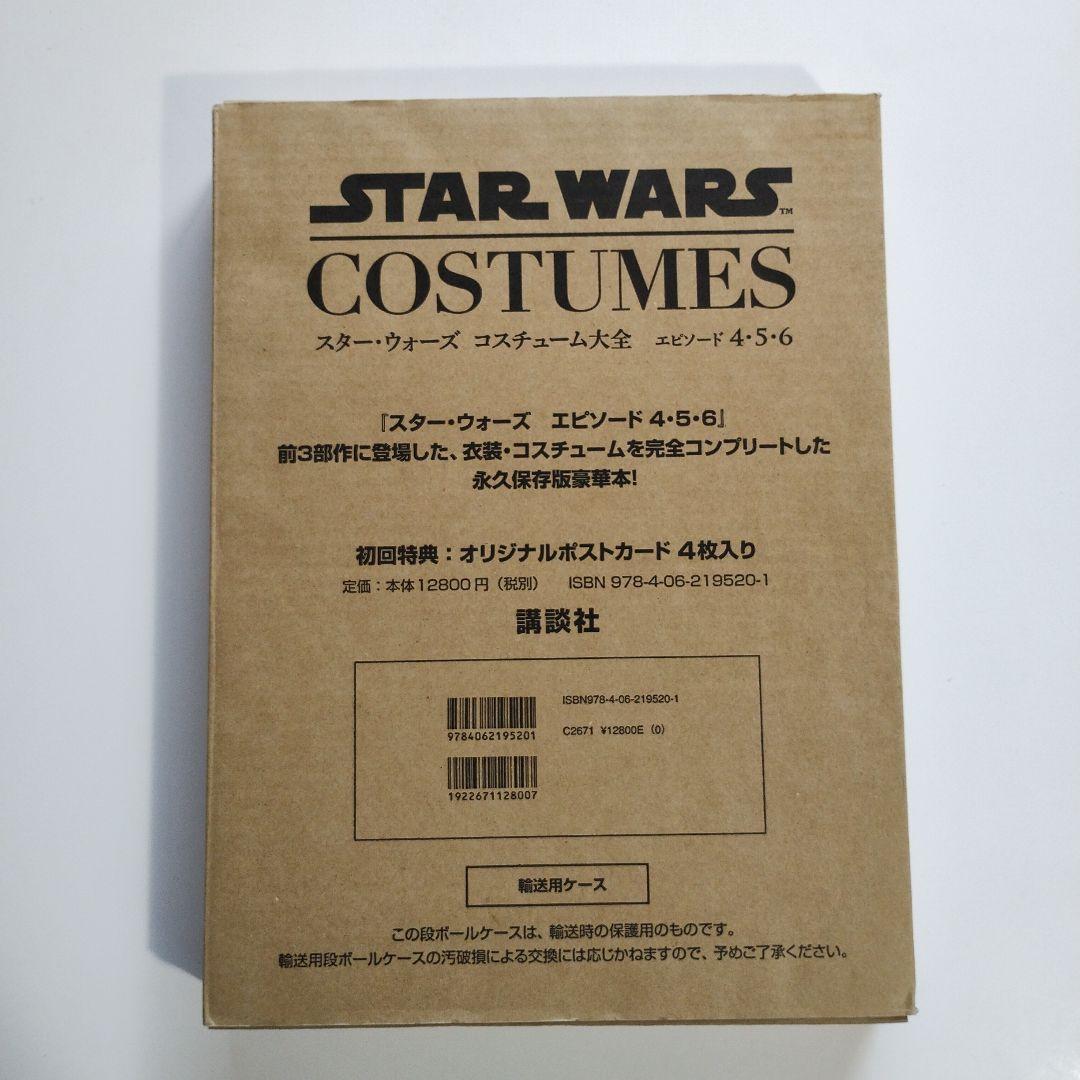 STAR WARS™
COSTUMES
スター・ウォーズ コスチューム大全 エピソード 4・5・6
『スター・ウォーズ エピソード 4・5・6』
前3部作に登場した、衣装・コスチュームを完全コンプリートした
永久保存版豪華本!
初回特典：オリジナルポストカード 4枚入り
定価：本体12800円（税別） ISBN 978-4-06-219520-1
講談社
ISBN978-4-06-219520-1
9784062195201
C2671 ¥12800E (0)
1922671128007
輸送用ケース
この段ボールケースは、輸送時の保護用のものです。
輸送用段ボールケースの汚破損による交換には応じかねますので、予めご了承ください。